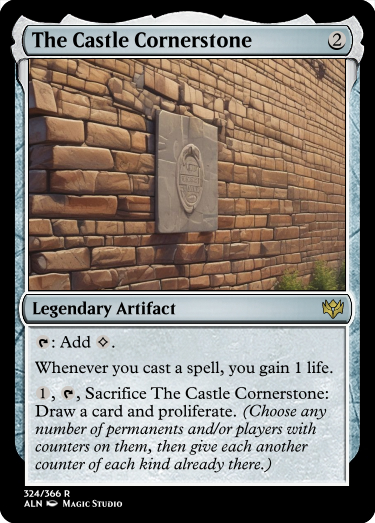 The Castle Cornerstone 2
Legendary Artifact
: Add .
Whenever you cast a spell, you gain 1 life.
1, , Sacrifice The Castle Cornerstone:
Draw a card and proliferate. (Choose any
number of permanents and/or players with
counters on them, then give each another
counter of each kind already there.)
324/366 R
ALN Magic Studio